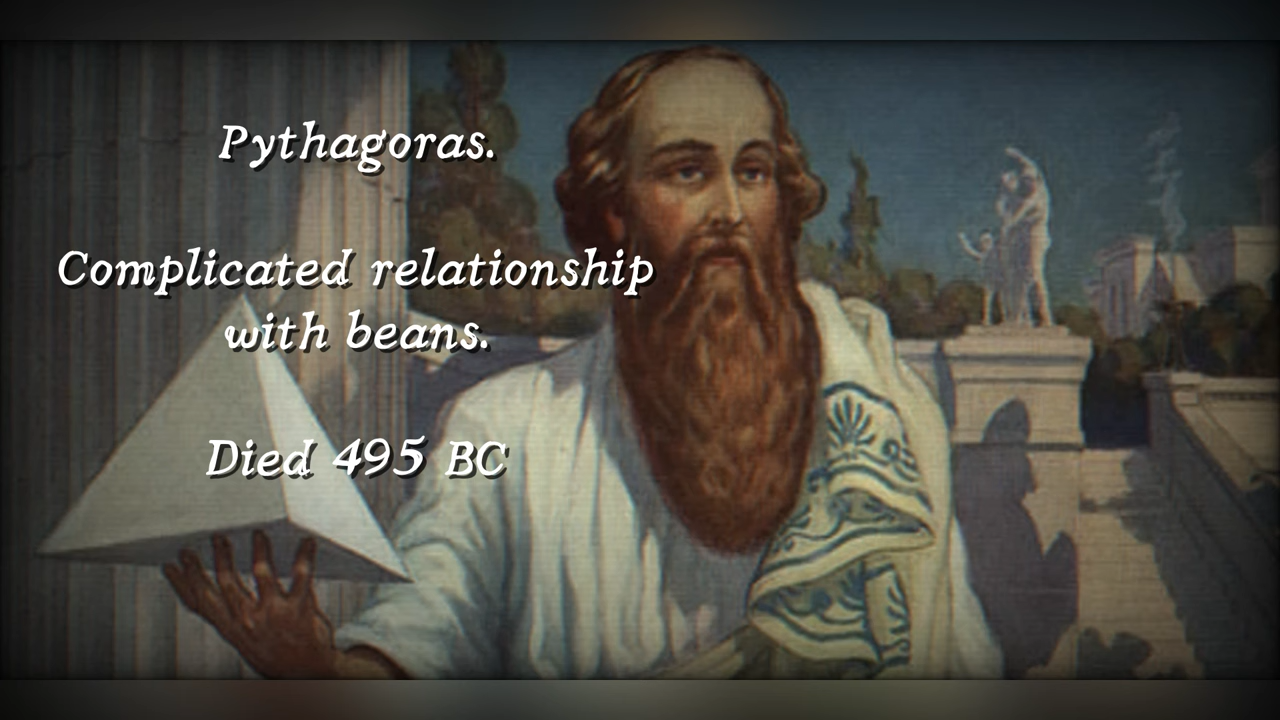 Pythagoras.
Complicated relationship
with beans.
Died 495 BC